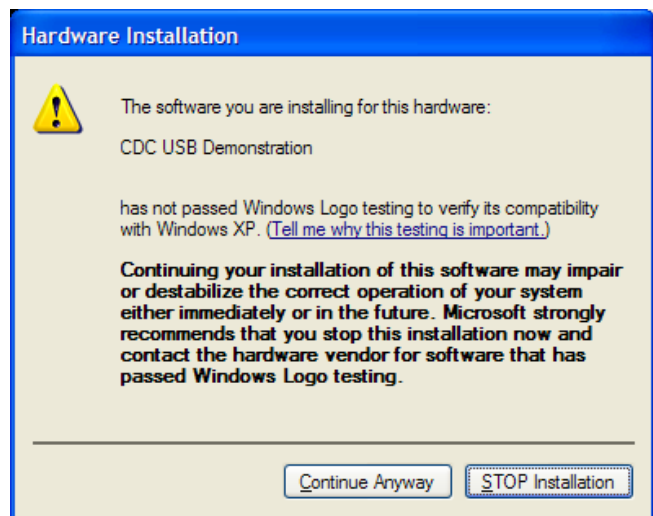 Hardware Installation
The software you are installing for this hardware:
CDC USB Demonstration
has not passed Windows Logo testing to verify its compatibility
with Windows XP. (Tell me why this testing is important.)
Continuing your installation of this software may impair
or destabilize the correct operation of your system
either immediately or in the future. Microsoft strongly
recommends that you stop this installation now and
contact the hardware vendor for software that has
passed Windows Logo testing.
Continue Anyway STOP Installation